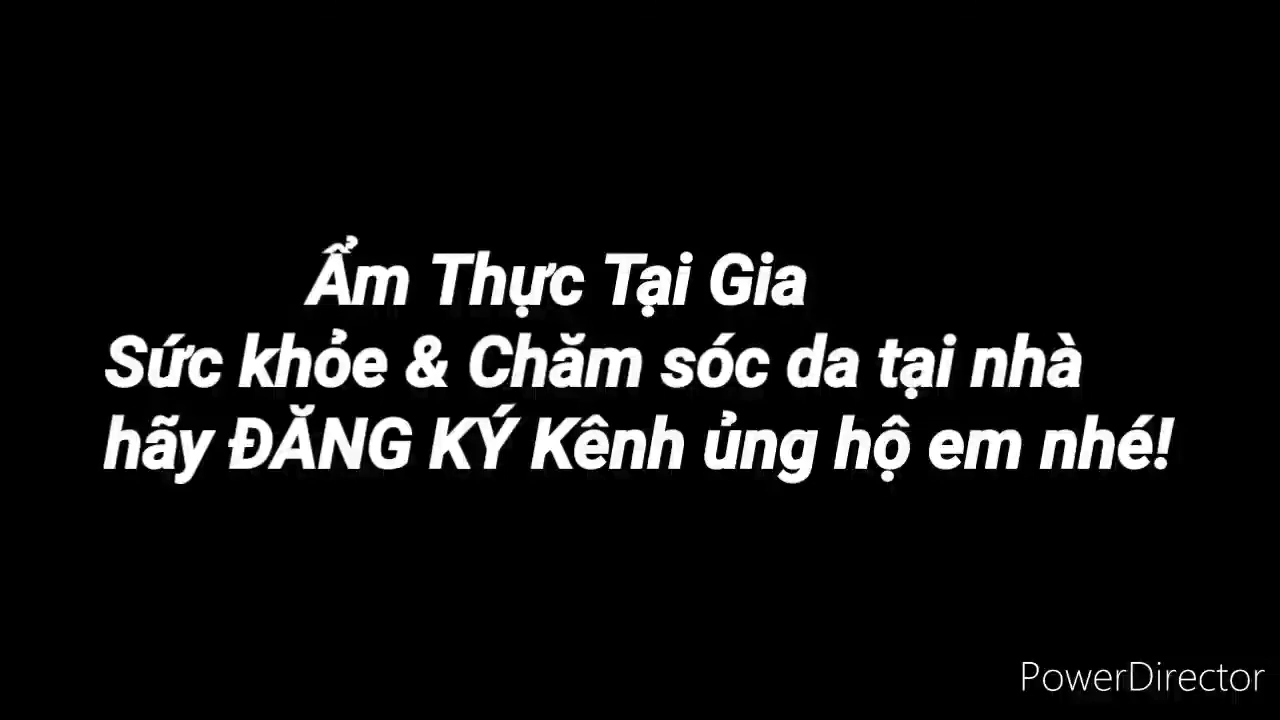 Ẩm Thực Tại Gia
Sức khỏe & Chăm sóc da tại nhà
hãy ĐĂNG KÝ Kênh ủng hộ em nhé!
PowerDirector